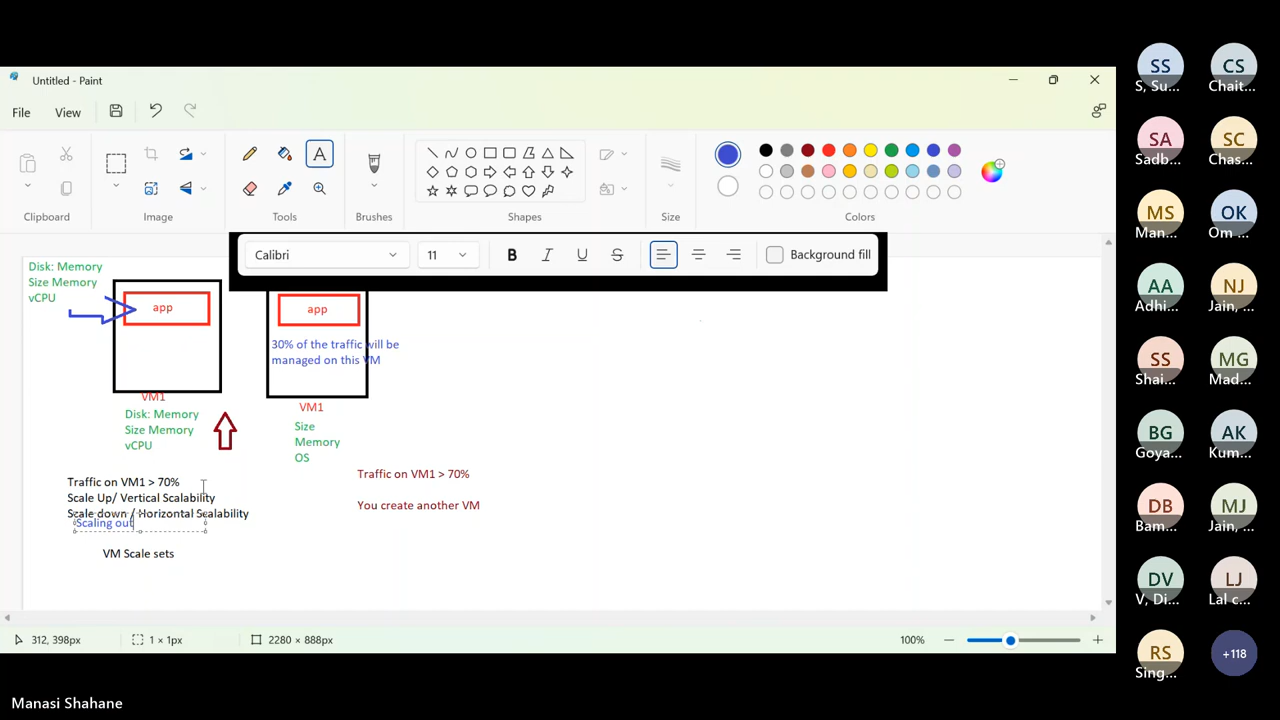 Untitled - Paint
File
View
Clipboard
Image
Tools
Brushes
Shapes
Size
Colors
Calibri
11
B
I
U
S
Background fill
Disk: Memory
Size Memory
vCPU
app
app
30% of the traffic will be
managed on this VM
VM1
Disk: Memory
Size Memory
vCPU
VM1
Size
Memory
OS
Traffic on VM1 > 70%
Scale Up/ Vertical Scalability
Scale down / Horizontal Scalability
Scaling out
VM Scale sets
Traffic on VM1 > 70%
You create another VM
312, 398px
1 × 1px
2280 × 888px
100%
SS
S, Su...
CS
Chait...
SA
Sadb...
SC
Chas...
MS
Man...
OK
Om ...
AA
Adhi...
NJ
Jain, ...
SS
Shai...
MG
Mad...
BG
Goya...
AK
Kum...
DB
Bam...
MJ
Jain, ...
DV
V, Di...
LJ
Lal c...
RS
Sing...
+118
Manasi Shahane